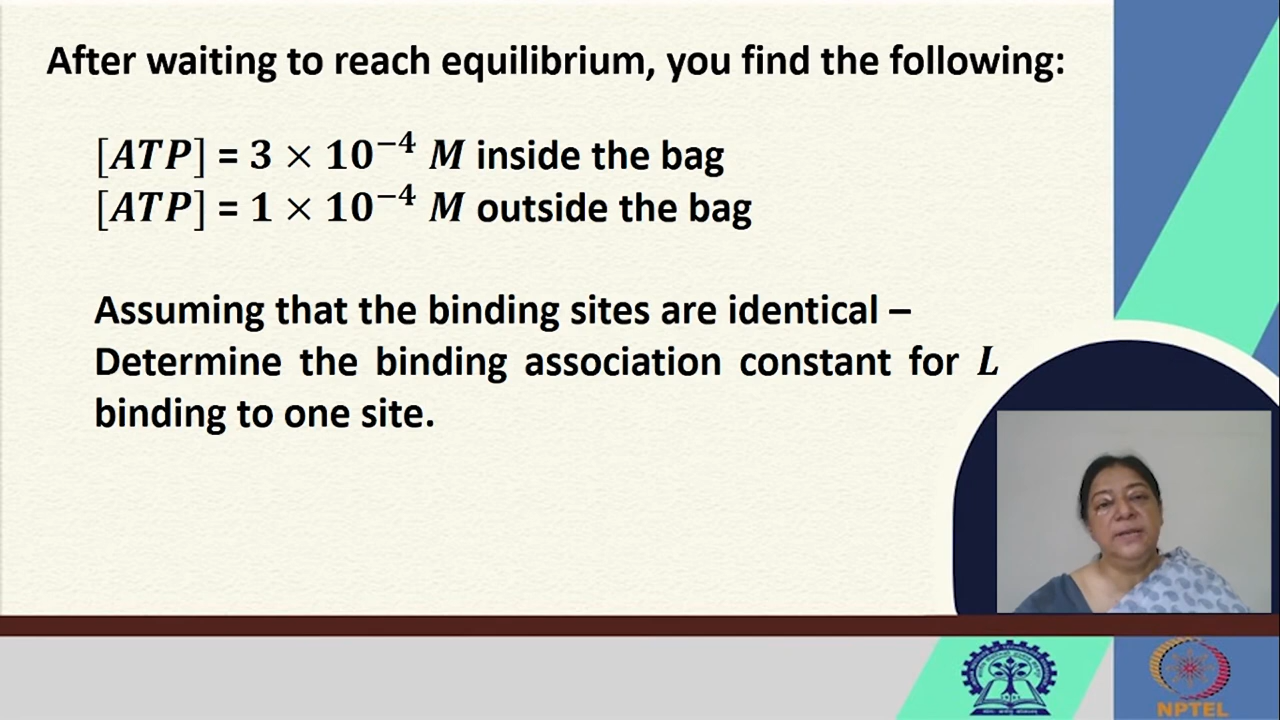 After waiting to reach equilibrium, you find the following:
[ATP] = 3 × 10⁻⁴ M inside the bag
[ATP] = 1 × 10⁻⁴ M outside the bag
Assuming that the binding sites are identical –
Determine the binding association constant for L
binding to one site.
NPTEL